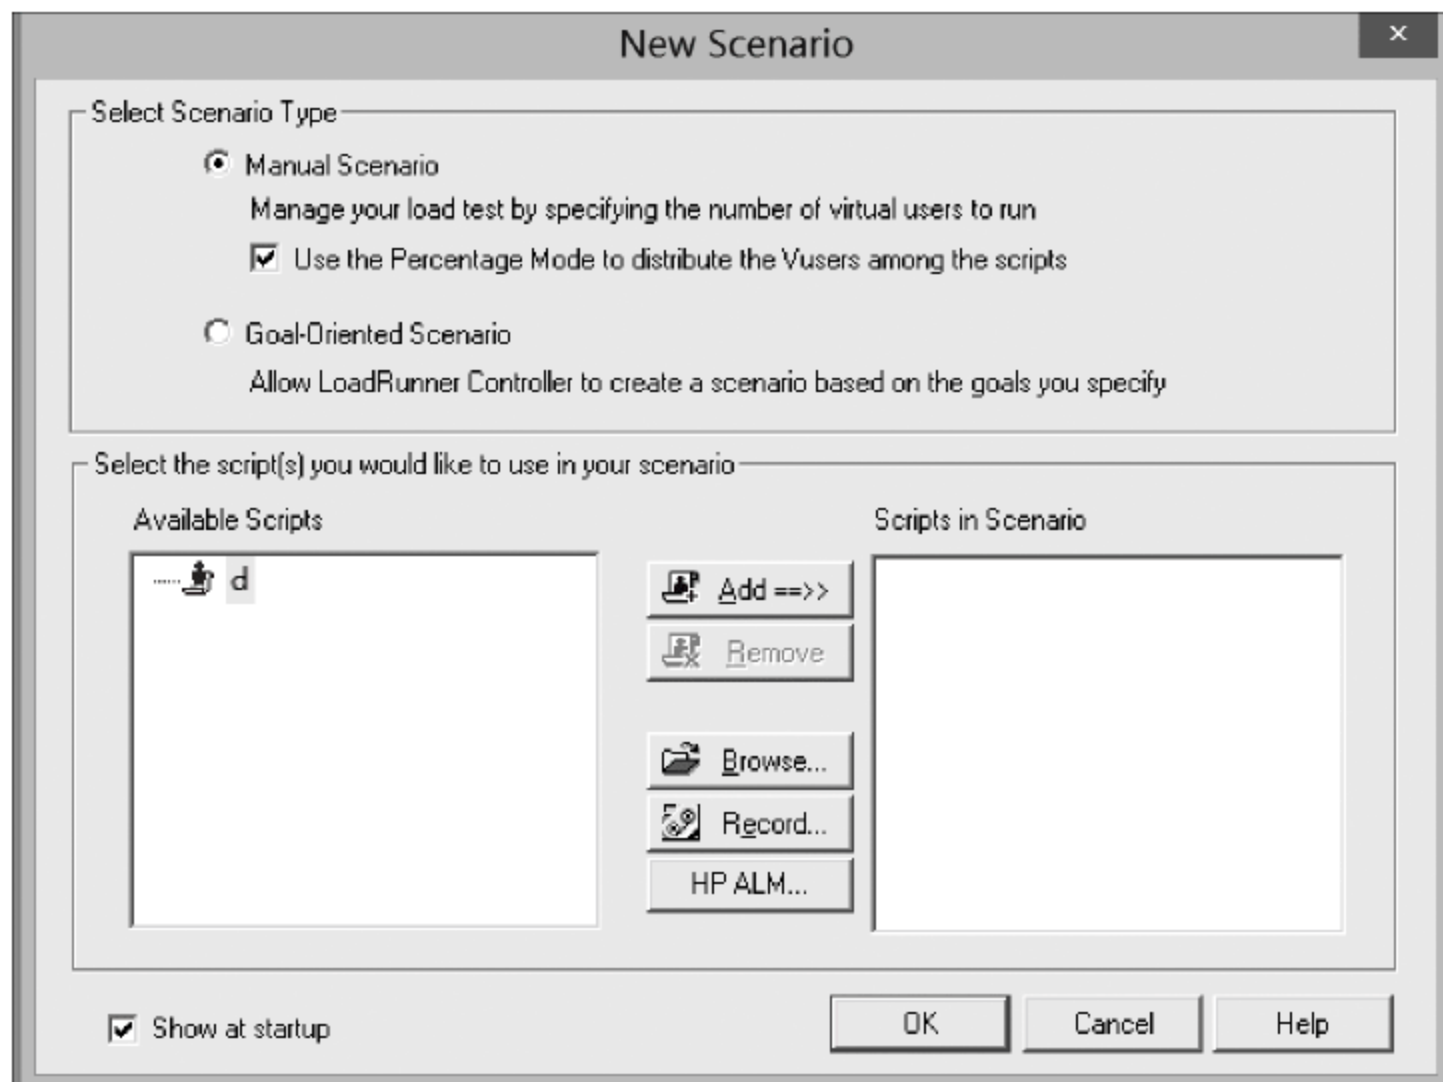 New Scenario
Select Scenario Type
Manual Scenario
Manage your load test by specifying the number of virtual users to run
Use the Percentage Mode to distribute the Vusers among the scripts
Goal-Oriented Scenario
Allow LoadRunner Controller to create a scenario based on the goals you specify
Select the script(s) you would like to use in your scenario
Available Scripts
Scripts in Scenario
d
Add ==>>
Remove
Browse...
Record...
HP ALM...
Show at startup
OK
Cancel
Help